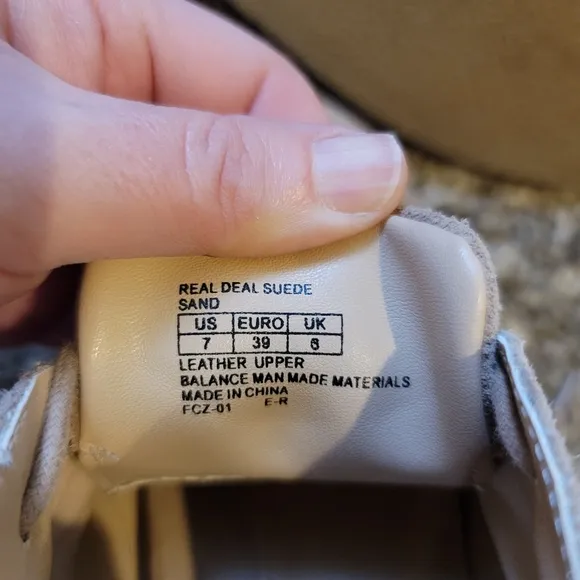 REAL DEAL SUEDE
SAND
US EURO UK
7 39 6
LEATHER UPPER
BALANCE MAN MADE MATERIALS
MADE IN CHINA
FCZ-01 E-R